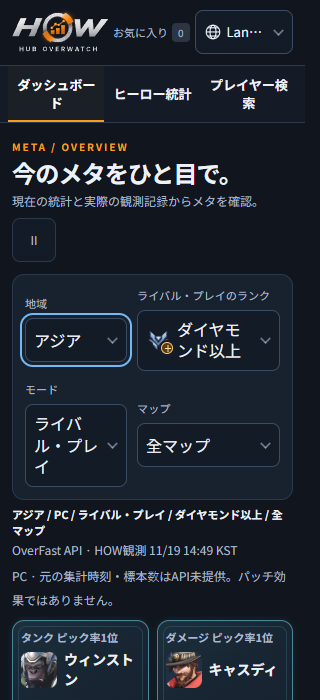 HOW
HUB OVERWATCH
お気に入り 0
Lan…
ダッシュボー
ド
ヒーロー統計
プレイヤー検
索
META / OVERVIEW
今のメタをひと目で。
現在の統計と実際の観測記録からメタを確認。
地域
アジア
ライバル・プレイのランク
ダイヤモ
ンド以上
モード
ライバ
ル・プレ
イ
マップ
全マップ
アジア / PC / ライバル・プレイ / ダイヤモンド以上 / 全
マップ
OverFast API · HOW観測 11/19 14:49 KST
PC · 元の集計時刻・標本数はAPI未提供。パッチ効
果ではありません。
タンク ピック率1位
ウィンスト
ン
ダメージ ピック率1位
キャスディ